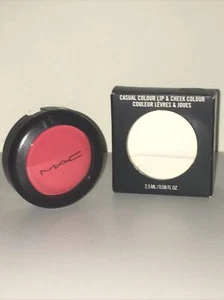 MAC
CASUAL COLOUR LIP & CHEEK COLOUR
COULEUR LÈVRES & JOUES
2.5 ML / 0.08 FL OZ